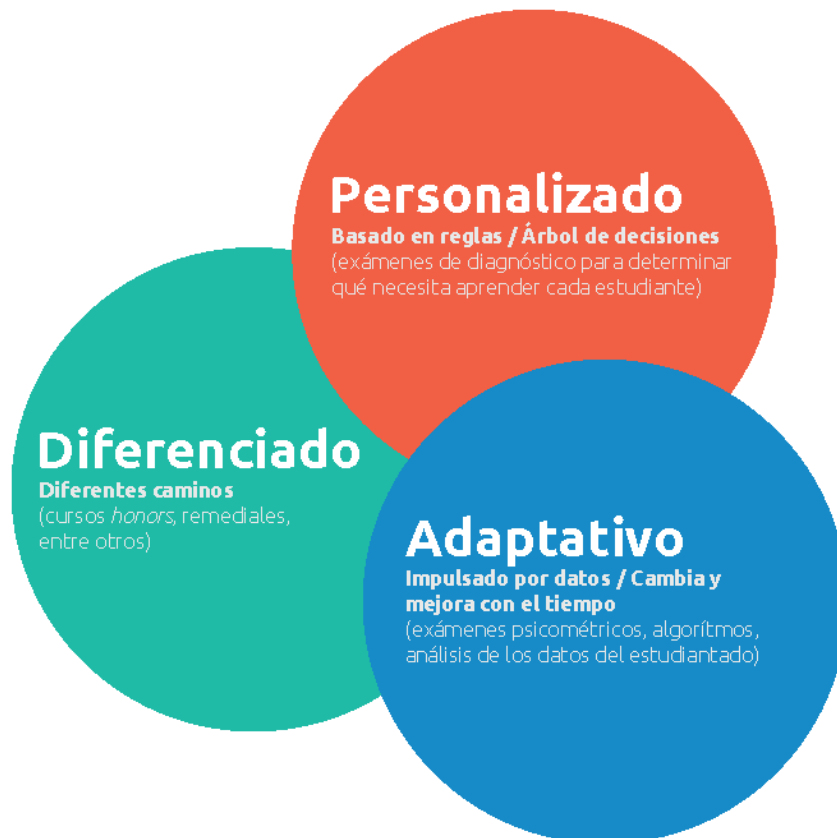 Personalizado
Basado en reglas / Árbol de decisiones
(exámenes de diagnóstico para determinar
qué necesita aprender cada estudiante)
Diferenciado
Diferentes caminos
(cursos honors, remediales,
entre otros)
Adaptativo
Impulsado por datos / Cambia y
mejora con el tiempo
(exámenes psicométricos, algorítmos,
análisis de los datos del estudiantado)